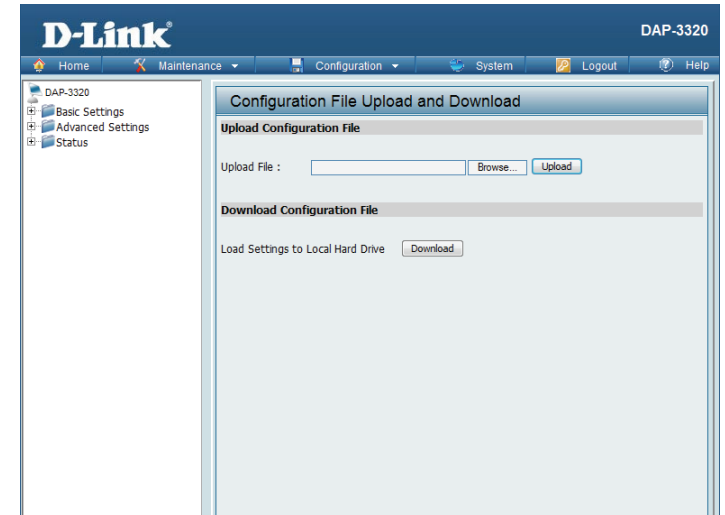 D-Link®
DAP-3320
Home Maintenance Configuration System Logout Help
DAP-3320
Basic Settings
Advanced Settings
Status
Configuration File Upload and Download
Upload Configuration File
Upload File : Browse... Upload
Download Configuration File
Load Settings to Local Hard Drive Download